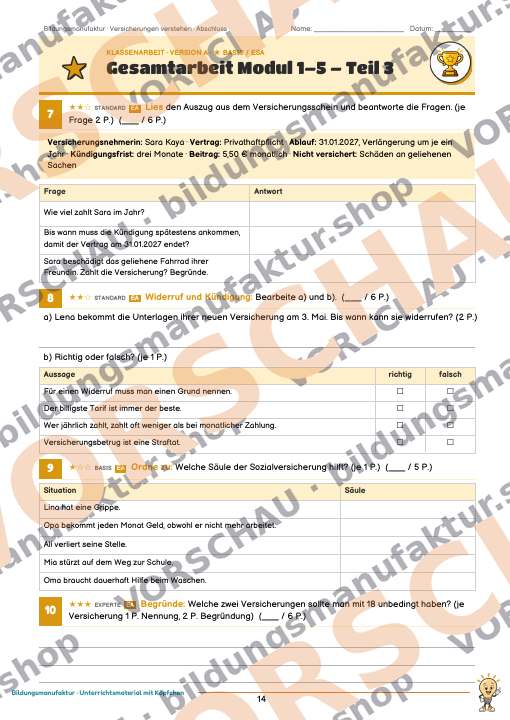 Bildungsmanufaktur · Versicherungen verstehen · Abschluss Name: Datum:
KLASSENARBEIT · VERSION A · ★ BASIS / ESA
Gesamtarbeit Modul 1–5 – Teil 3
7 ★★☆ STANDARD EA Lies den Auszug aus dem Versicherungsschein und beantworte die Fragen. (je
Frage 2 P.) (___ / 6 P.)
Versicherungsnehmerin: Sara Kaya · Vertrag: Privathaftpflicht · Ablauf: 31.01.2027, Verlängerung um je ein
Jahr · Kündigungsfrist: drei Monate · Beitrag: 5,50 € monatlich · Nicht versichert: Schäden an geliehenen
Sachen
Frage Antwort
Wie viel zahlt Sara im Jahr?
Bis wann muss die Kündigung spätestens ankommen,
damit der Vertrag am 31.01.2027 endet?
Sara beschädigt das geliehene Fahrrad ihrer
Freundin. Zahlt die Versicherung? Begründe.
8 ★★☆ STANDARD EA Widerruf und Kündigung: Bearbeite a) und b). (___ / 6 P.)
a) Lena bekommt die Unterlagen ihrer neuen Versicherung am 3. Mai. Bis wann kann sie widerrufen? (2 P.)
b) Richtig oder falsch? (je 1 P.)
Aussage richtig falsch
Für einen Widerruf muss man einen Grund nennen. ☐ ☐
Der billigste Tarif ist immer der beste. ☐ ☐
Wer jährlich zahlt, zahlt oft weniger als bei monatlicher Zahlung. ☐ ☐
Versicherungsbetrug ist eine Straftat. ☐ ☐
9 ★☆☆ BASIS EA Ordne zu: Welche Säule der Sozialversicherung hilft? (je 1 P.) (___ / 5 P.)
Situation Säule
Lina hat eine Grippe.
Opa bekommt jeden Monat Geld, obwohl er nicht mehr arbeitet.
Ali verliert seine Stelle.
Mia stürzt auf dem Weg zur Schule.
Oma braucht dauerhaft Hilfe beim Waschen.
10 ★★★ EXPERTE EA Begründe: Welche zwei Versicherungen sollte man mit 18 unbedingt haben? (je
Versicherung 1 P. Nennung, 2 P. Begründung) (___ / 6 P.)
Bildungsmanufaktur · Unterrichtsmaterial mit Köpfchen
14
VORSCHAU · bildungsmanufaktur.shop
VORSCHAU